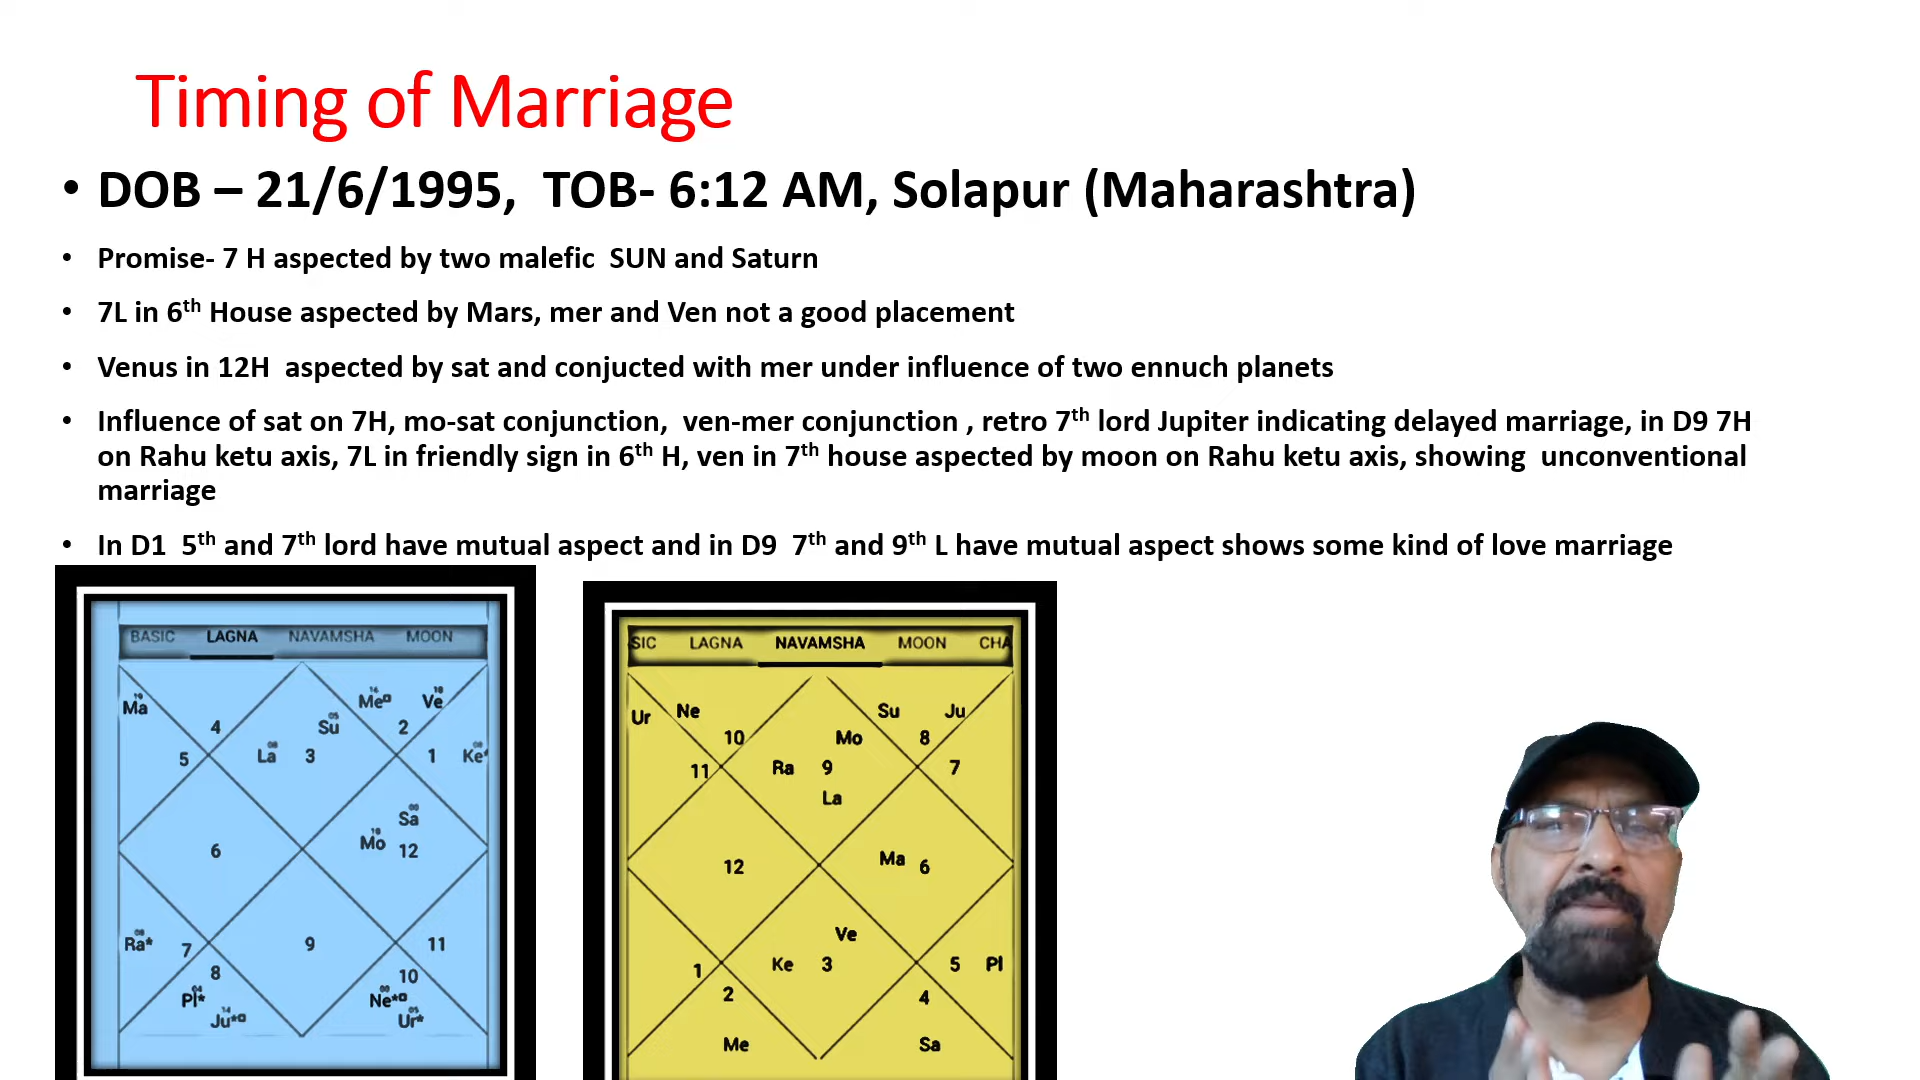 Timing of Marriage
• DOB – 21/6/1995, TOB- 6:12 AM, Solapur (Maharashtra)
• Promise- 7 H aspected by two malefic SUN and Saturn
• 7L in 6th House aspected by Mars, mer and Ven not a good placement
• Venus in 12H aspected by sat and conjucted with mer under influence of two ennuch planets
• Influence of sat on 7H, mo-sat conjunction, ven-mer conjunction , retro 7th lord Jupiter indicating delayed marriage, in D9 7H
on Rahu ketu axis, 7L in friendly sign in 6th H, ven in 7th house aspected by moon on Rahu ketu axis, showing unconventional
marriage
• In D1 5th and 7th lord have mutual aspect and in D9 7th and 9th L have mutual aspect shows some kind of love marriage
BASIC LAGNA NAVAMSHA MOON
Ma
4
Su
Me
Ve
2
5
La
3
1
Ke
Sa
Mo
12
6
Ra*
7
9
11
8
10
Pl*
Ne*
Ju*
Ur*
SIC LAGNA NAVAMSHA MOON CHA
Ur
Ne
Su
Ju
10
Mo
8
11
Ra
9
7
La
12
Ma
6
Ve
1
Ke
3
5
Pl
2
4
Me
Sa